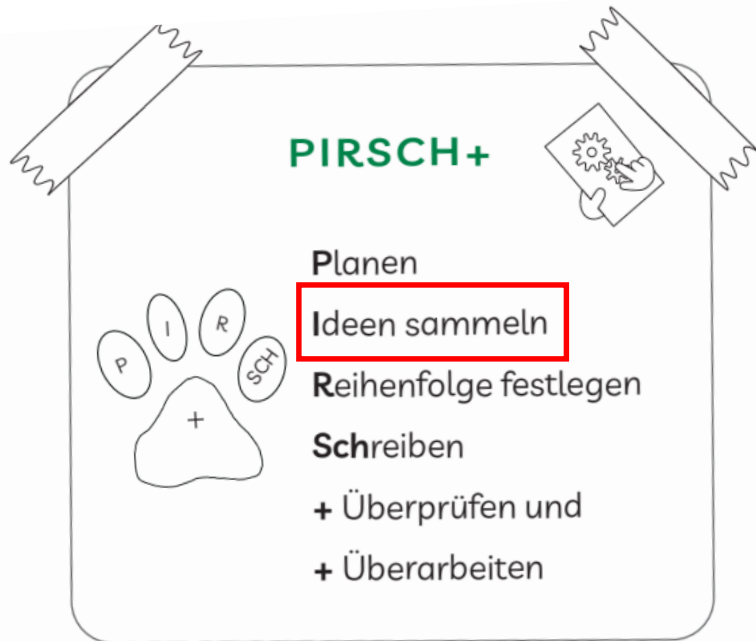 PIRSCH+
Planen
Ideen sammeln
Reihenfolge festlegen
Schreiben
+ Überprüfen und
+ Überarbeiten
P
I
R
SCH
+